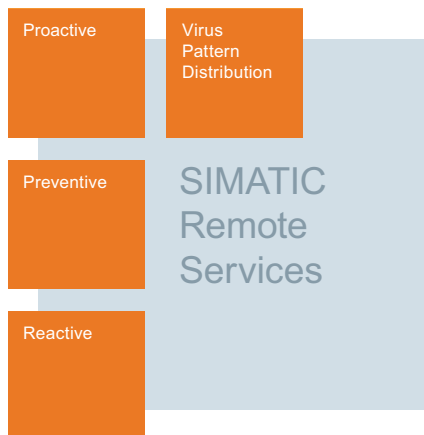 Proactive
Virus
Pattern
Distribution
Preventive
SIMATIC
Remote
Services
Reactive